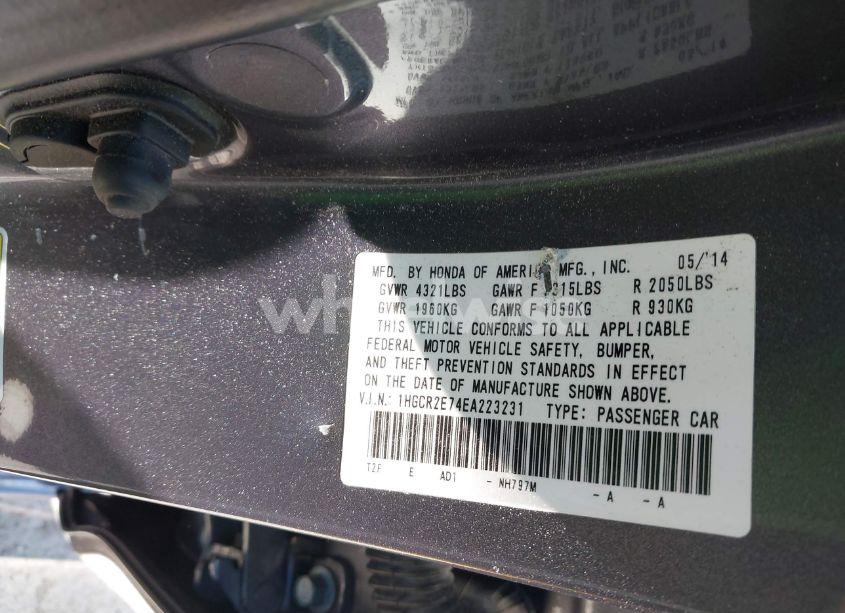 MFD. BY HONDA OF AMERICA MFG., INC. 05/'14
GVWR 4321LBS GAWR F 2315LBS R 2050LBS
GVWR 1960KG GAWR F 1050KG R 930KG
THIS VEHICLE CONFORMS TO ALL APPLICABLE
FEDERAL MOTOR VEHICLE SAFETY, BUMPER,
AND THEFT PREVENTION STANDARDS IN EFFECT
ON THE DATE OF MANUFACTURE SHOWN ABOVE.
V.I.N.: 1HGCR2E74EA223231 TYPE: PASSENGER CAR
T2F E AD1 - NH797M - A - A